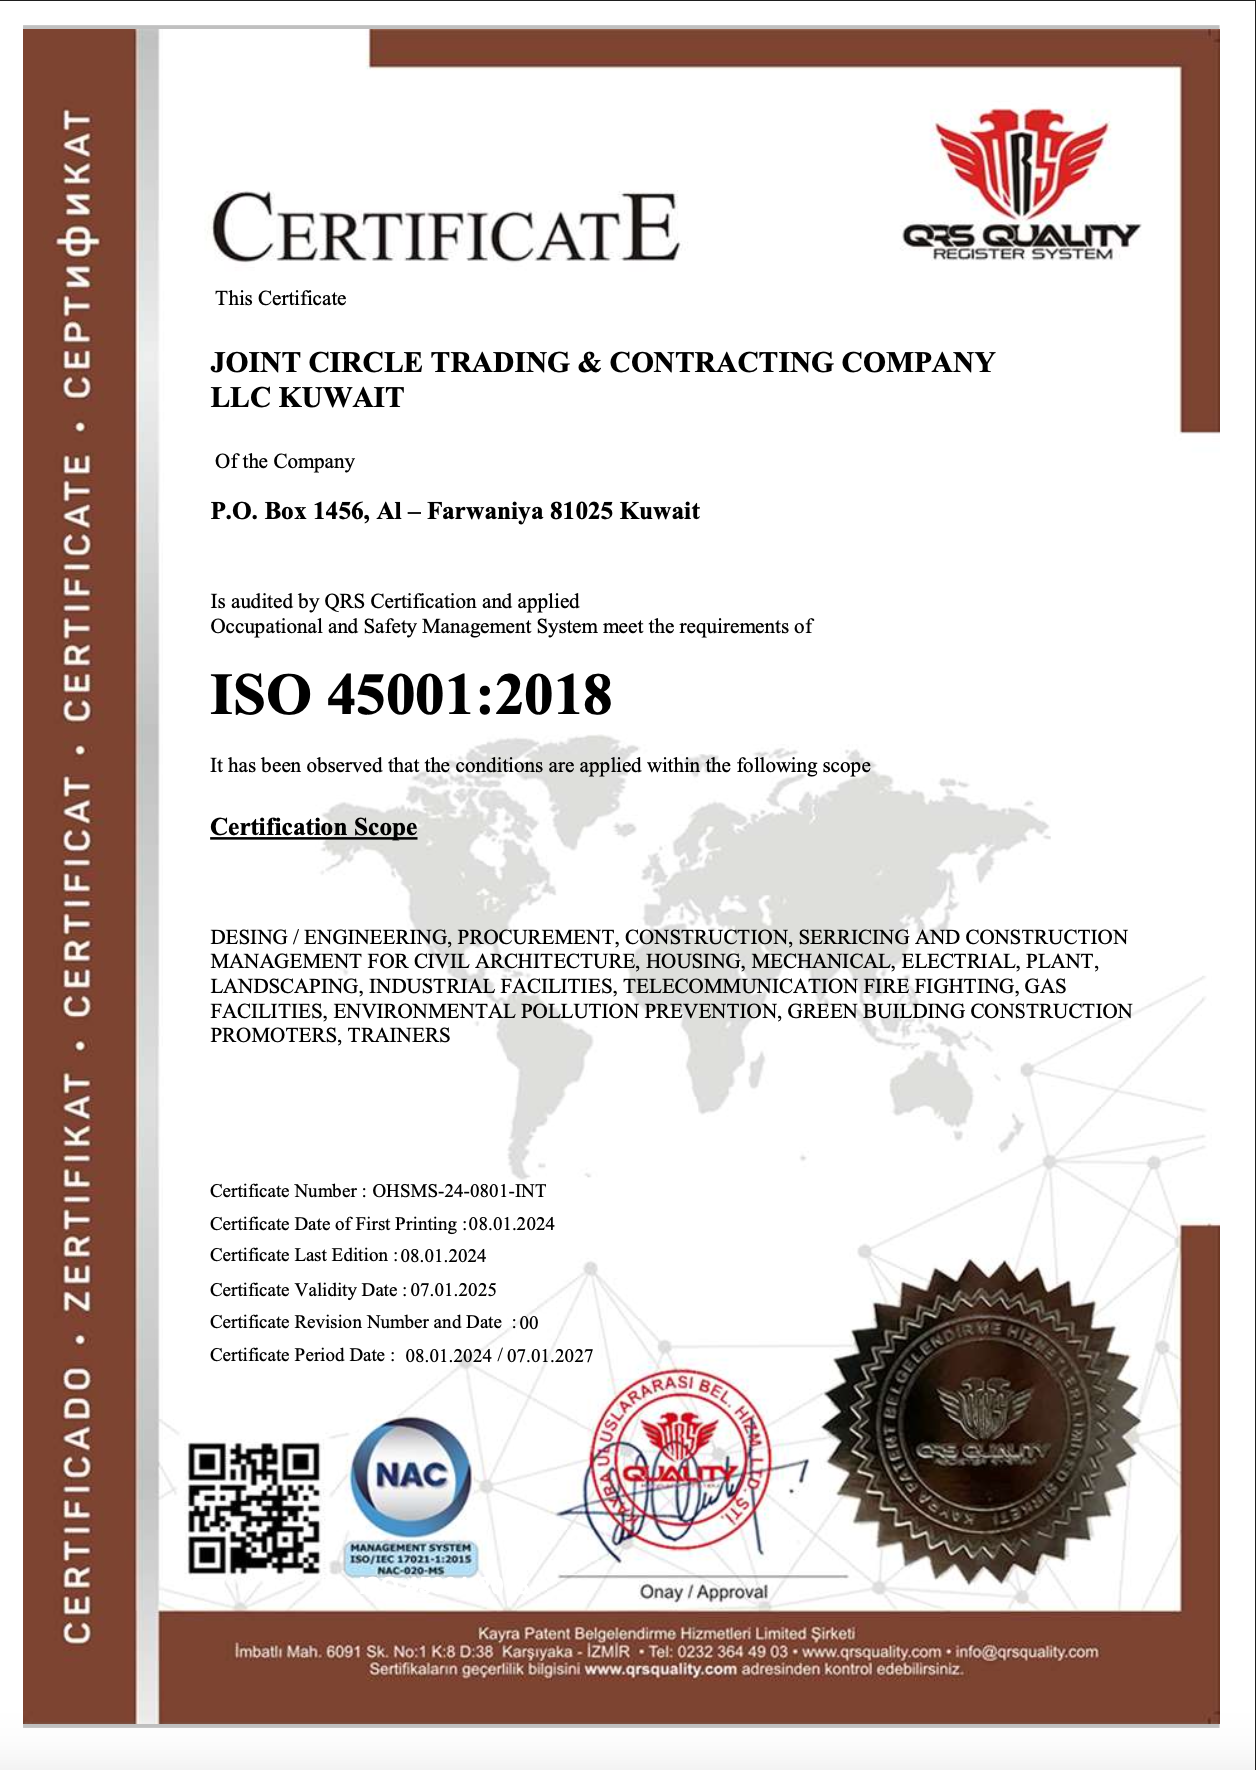 CERTIFICADO • ZERTIFIKAT • CERTIFICAT • CERTIFICATE • СЕРТИфИКАТ
QRS
QRS QUALITY
REGISTER SYSTEM
CERTIFICATE
This Certificate
JOINT CIRCLE TRADING & CONTRACTING COMPANY
LLC KUWAIT
Of the Company
P.O. Box 1456, Al – Farwaniya 81025 Kuwait
Is audited by QRS Certification and applied
Occupational and Safety Management System meet the requirements of
ISO 45001:2018
It has been observed that the conditions are applied within the following scope
Certification Scope
DESING / ENGINEERING, PROCUREMENT, CONSTRUCTION, SERRICING AND CONSTRUCTION
MANAGEMENT FOR CIVIL ARCHITECTURE, HOUSING, MECHANICAL, ELECTRIAL, PLANT,
LANDSCAPING, INDUSTRIAL FACILITIES, TELECOMMUNICATION FIRE FIGHTING, GAS
FACILITIES, ENVIRONMENTAL POLLUTION PREVENTION, GREEN BUILDING CONSTRUCTION
PROMOTERS, TRAINERS
Certificate Number : OHSMS-24-0801-INT
Certificate Date of First Printing :08.01.2024
Certificate Last Edition :08.01.2024
Certificate Validity Date : 07.01.2025
Certificate Revision Number and Date : 00
Certificate Period Date : 08.01.2024 / 07.01.2027
NAC
MANAGEMENT SYSTEM
ISO/IEC 17021-1:2015
NAC-020-MS
KAYRA ULUSLARARASI BEL. HİZM. LTD. ŞTİ.
QRS
QUALITY
Onay / Approval
KAYRA PATENT BELGELENDİRME HİZMETLERİ LİMİTED ŞİRKETİ
QRS QUALITY
REGISTER SYSTEM
Kayra Patent Belgelendirme Hizmetleri Limited Şirketi
İmbatlı Mah. 6091 Sk. No:1 K:8 D:38 Karşıyaka - İZMİR • Tel: 0232 364 49 03 • www.qrsquality.com • info@qrsquality.com
Sertifikaların geçerlilik bilgisini www.qrsquality.com adresinden kontrol edebilirsiniz.